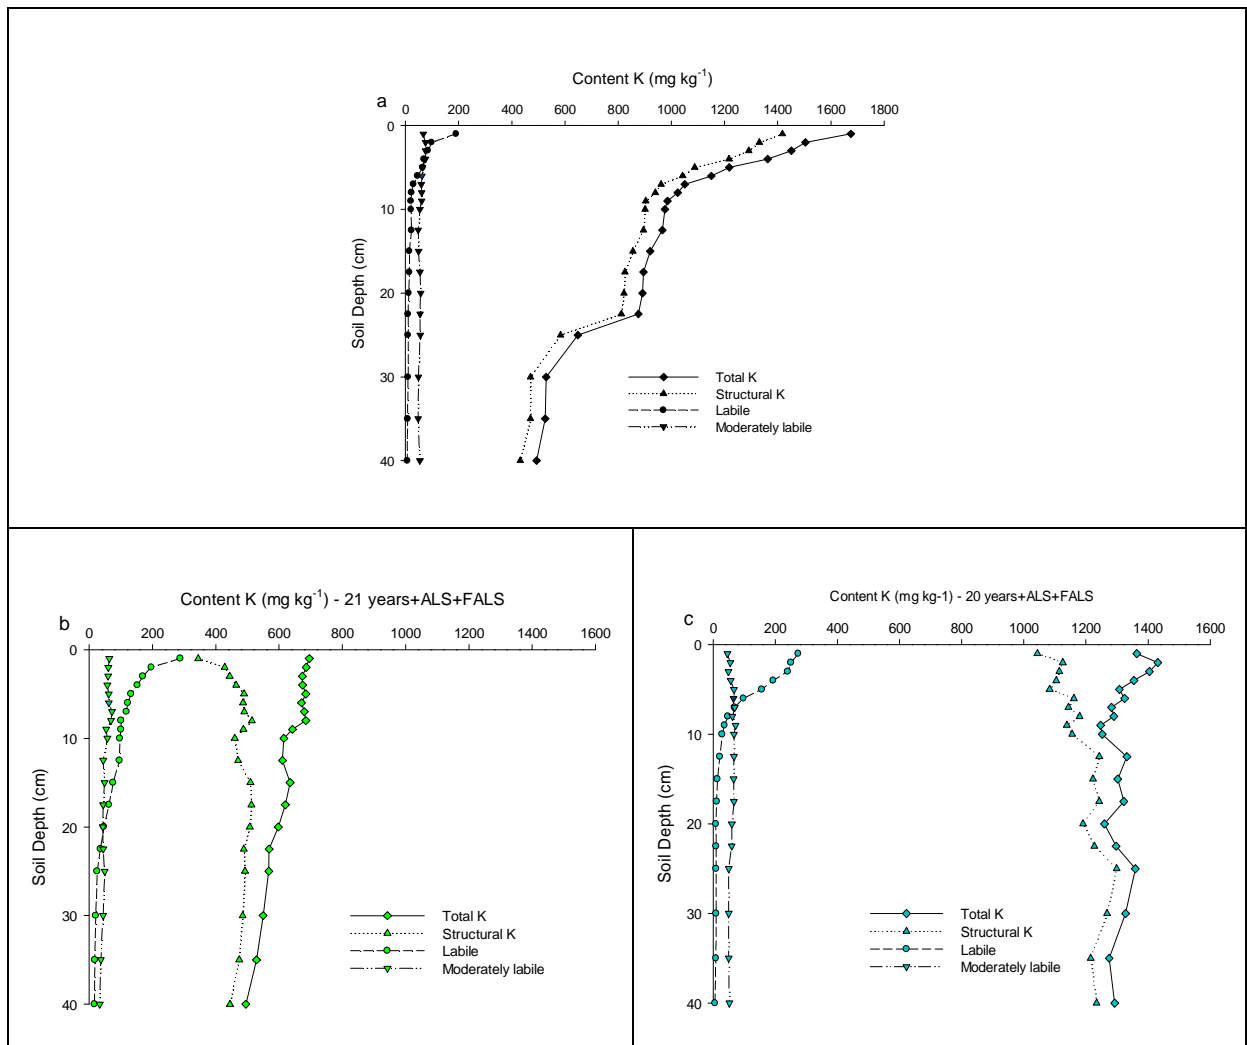 Content K (mg kg-1)
a
0 200 400 600 800 1000 1200 1400 1600 1800
0
10
20
30
40
Soil Depth (cm)
Total K
Structural K
Labile
Moderately labile
Content K (mg kg-1) - 21 years+ALS+FALS
b
0 200 400 600 800 1000 1200 1400 1600
0
10
20
30
40
Soil Depth (cm)
Total K
Structural K
Labile
Moderately labile
Content K (mg kg-1) - 20 years+ALS+FALS
c
0 200 400 600 800 1000 1200 1400 1600
0
10
20
30
40
Soil Depth (cm)
Total K
Structural K
Labile
Moderately labile